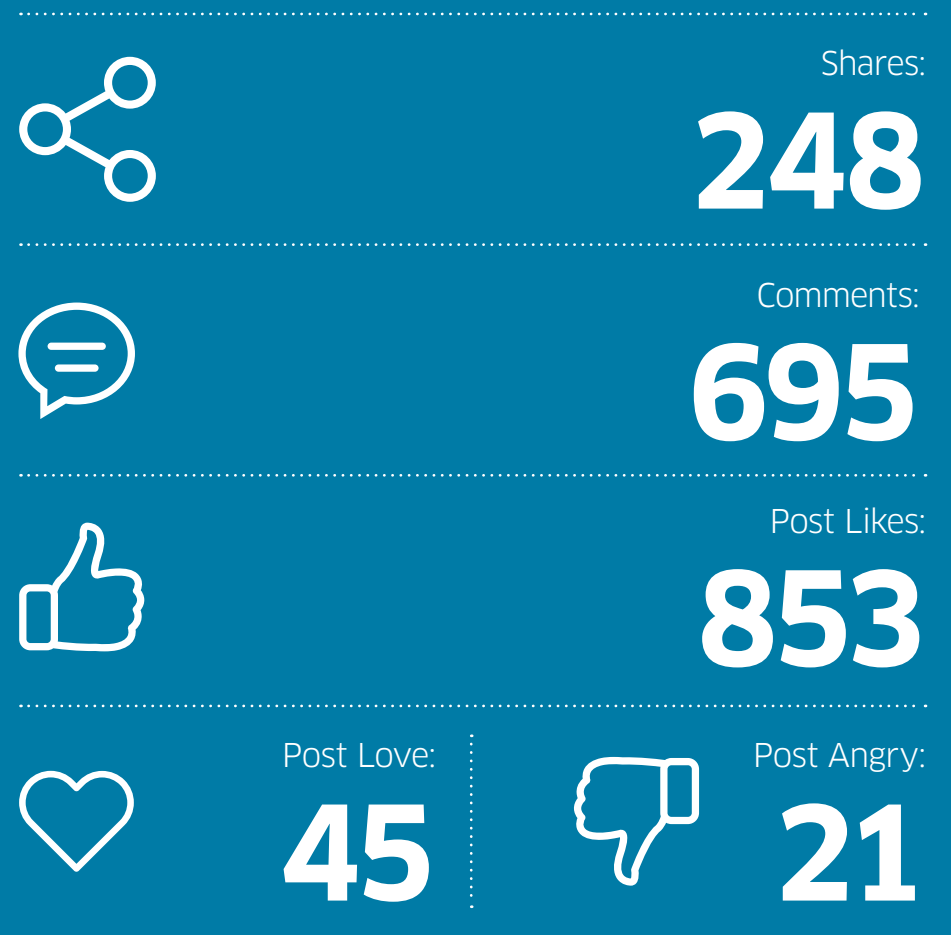 Shares:
248
Comments:
695
Post Likes:
853
Post Love:
45
Post Angry:
21